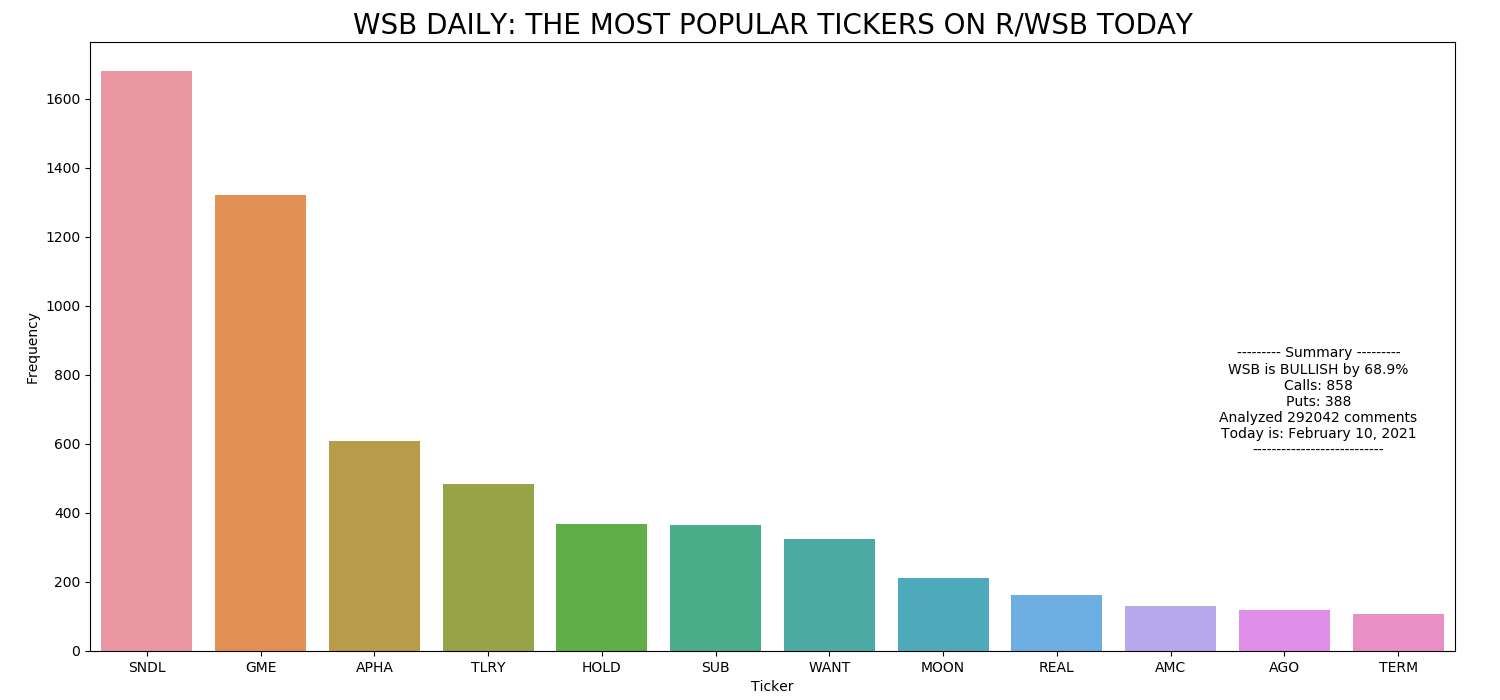 WSB DAILY: THE MOST POPULAR TICKERS ON R/WSB TODAY
1600
1400
1200
1000
800
600
400
200
0
Frequency
--------- Summary ---------
WSB is BULLISH by 68.9%
Calls: 858
Puts: 388
Analyzed 292042 comments
Today is: February 10, 2021
---------------------------
SNDL GME APHA TLRY HOLD SUB WANT MOON REAL AMC AGO TERM
Ticker